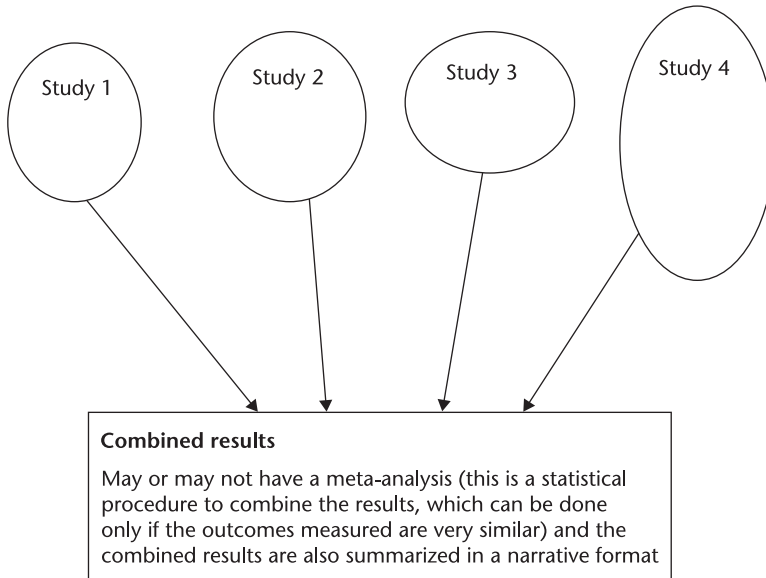 Study 1
Study 2
Study 3
Study 4
Combined results
May or may not have a meta-analysis (this is a statistical
procedure to combine the results, which can be done
only if the outcomes measured are very similar) and the
combined results are also summarized in a narrative format